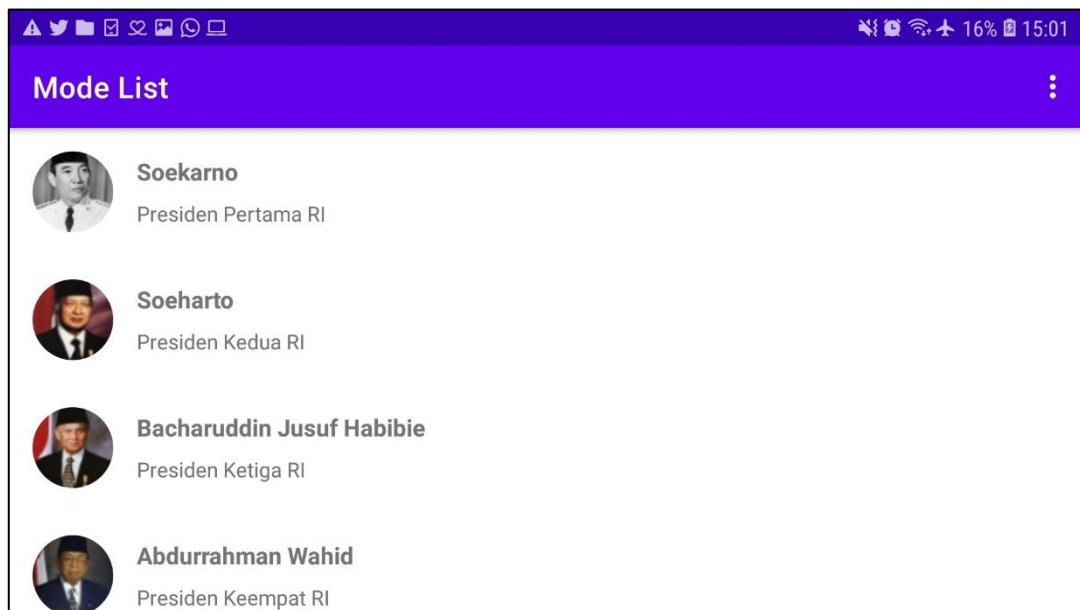 16% 15:01
Mode List
Soekarno
Presiden Pertama RI
Soeharto
Presiden Kedua RI
Bacharuddin Jusuf Habibie
Presiden Ketiga RI
Abdurrahman Wahid
Presiden Keempat RI